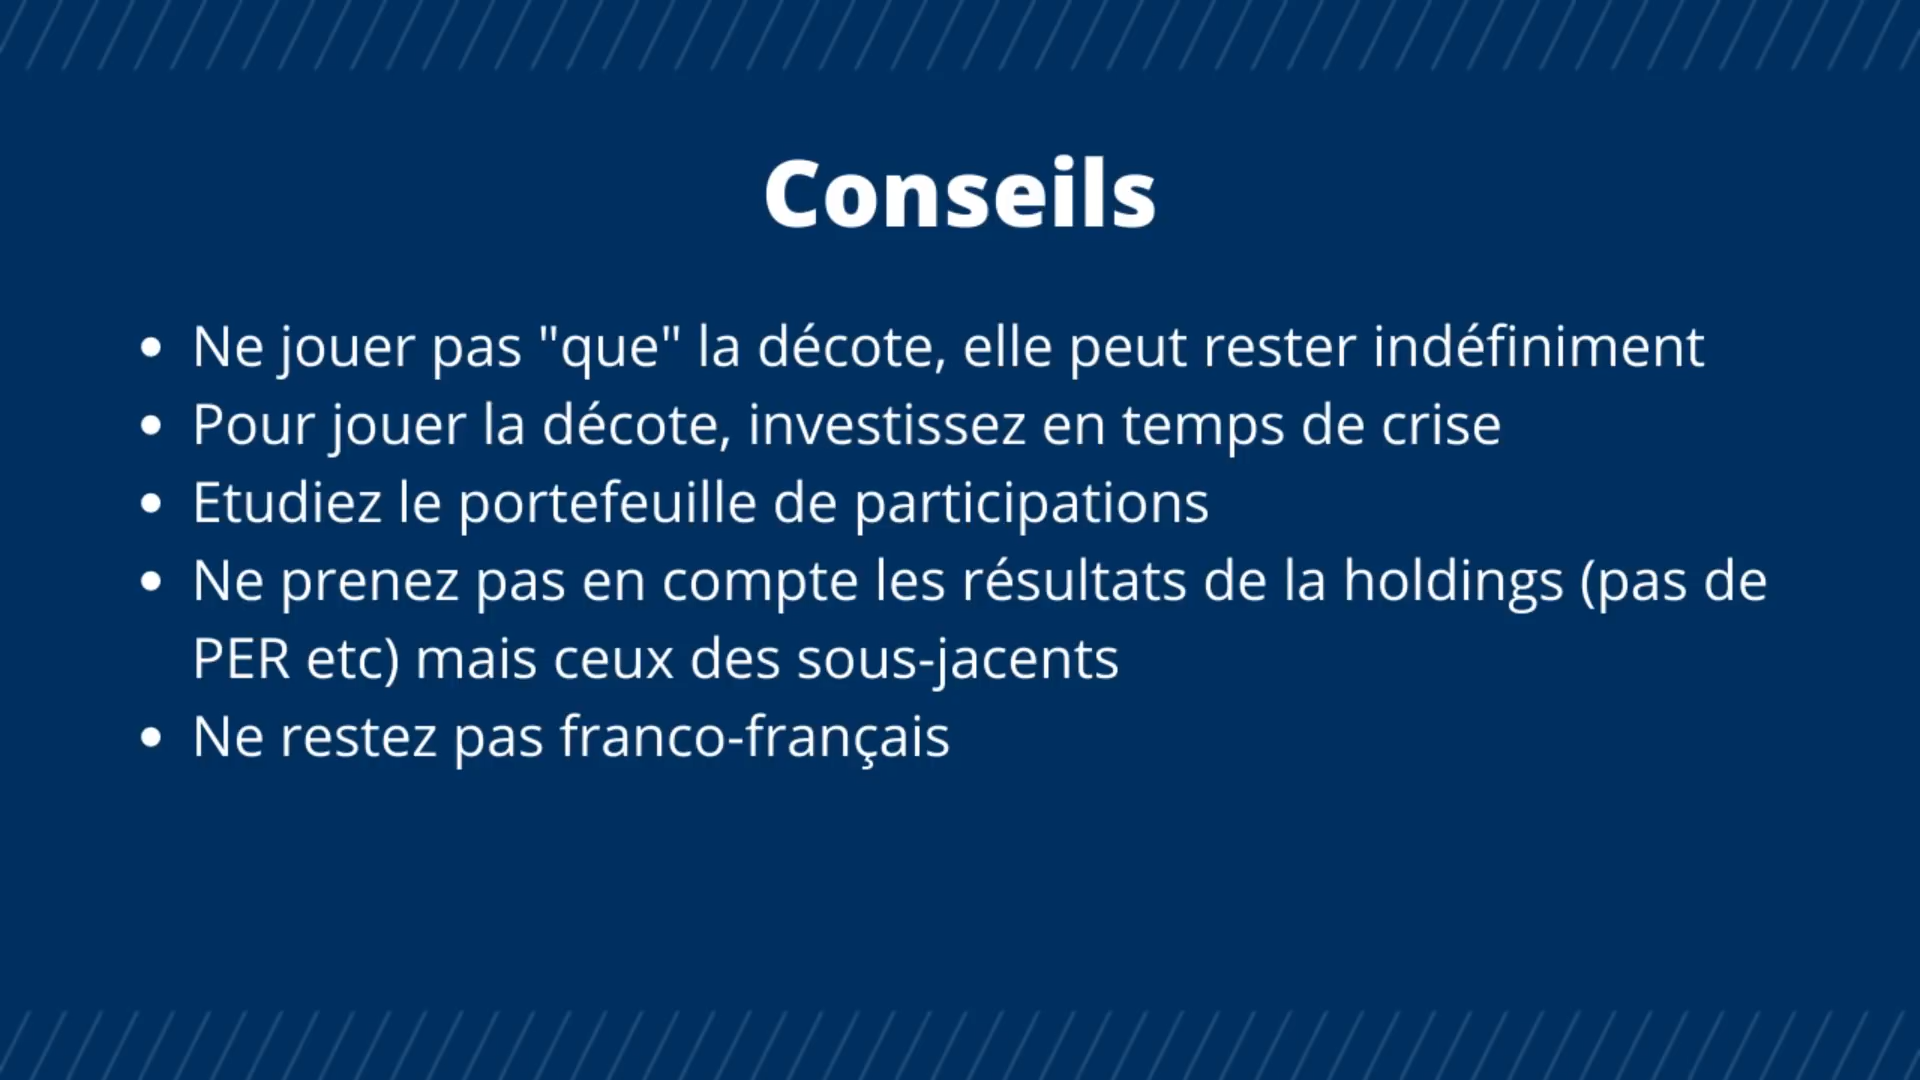 Conseils
• Ne jouer pas "que" la décote, elle peut rester indéfiniment
• Pour jouer la décote, investissez en temps de crise
• Etudiez le portefeuille de participations
• Ne prenez pas en compte les résultats de la holdings (pas de
PER etc) mais ceux des sous-jacents
• Ne restez pas franco-français